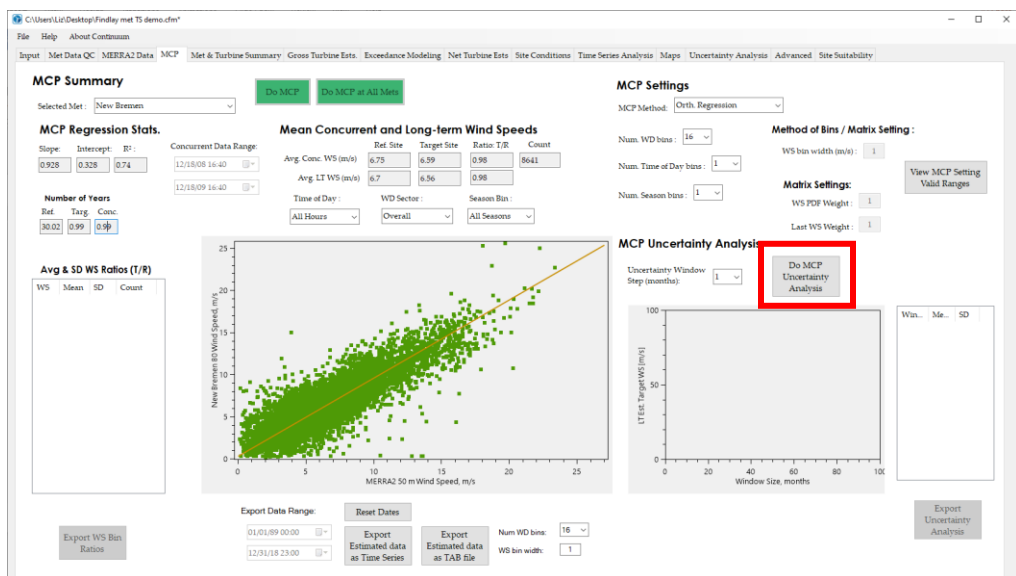 C:\Users\Liz\Desktop\Findlay met TS demo.cfm*
File Help About Continuum
Input Met Data QC MERRA2 Data MCP Met & Turbine Summary Gross Turbine Ests. Exceedance Modeling Net Turbine Ests Site Conditions Time Series Analysis Maps Uncertainty Analysis Advanced Site Suitability
MCP Summary
Selected Met : New Bremen
Do MCP
Do MCP at All Mets
MCP Regression Stats.
Slope: Intercept: R² :
0.928 0.328 0.74
Concurrent Data Range:
12/18/08 16:40
12/18/09 16:40
Number of Years
Ref. Targ. Conc.
30.02 0.99 0.99
Mean Concurrent and Long-term Wind Speeds
Ref. Site Target Site Ratio: T/R Count
Avg. Conc. WS (m/s) 6.75 6.59 0.98 8641
Avg. LT WS (m/s) 6.7 6.56 0.98
Time of Day : WD Sector : Season Bin :
All Hours Overall All Seasons
MCP Settings
MCP Method: Orth. Regression
Num. WD bins : 16
Num. Time of Day bins : 1
Num. Season bins : 1
Method of Bins / Matrix Setting :
WS bin width (m/s) : 1
Matrix Settings:
WS PDF Weight : 1
Last WS Weight : 1
View MCP Setting
Valid Ranges
Avg & SD WS Ratios (T/R)
WS Mean SD Count
25
20
15
10
5
0
New Bremen 80 Wind Speed, m/s
0 5 10 15 20 25
MERRA2 50 m Wind Speed, m/s
MCP Uncertainty Analysis
Uncertainty Window
Step (months): 1
Do MCP
Uncertainty
Analysis
100
50
0
LT Est. Target WS [m/s]
0 20 40 60 80 100
Window Size, months
Win... Me... SD
Export WS Bin
Ratios
Export Data Range:
01/01/89 00:00
12/31/18 23:00
Reset Dates
Export
Estimated data
as Time Series
Export
Estimated data
as TAB file
Num WD bins: 16
WS bin width: 1
Export
Uncertainty
Analysis